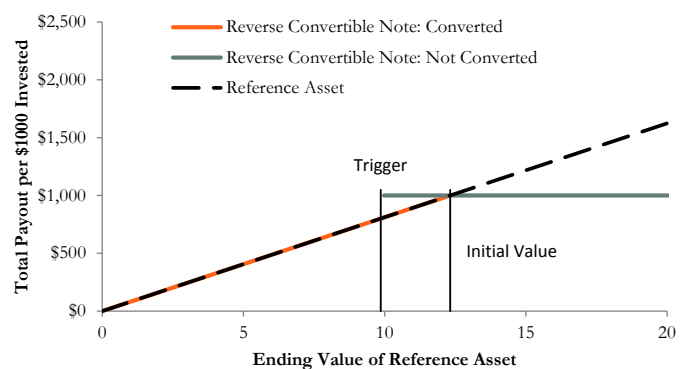 $2,500
$2,000
$1,500
$1,000
$500
$0
Total Payout per $1000 Invested
Reverse Convertible Note: Converted
Reverse Convertible Note: Not Converted
Reference Asset
Trigger
Initial Value
0 5 10 15 20
Ending Value of Reference Asset